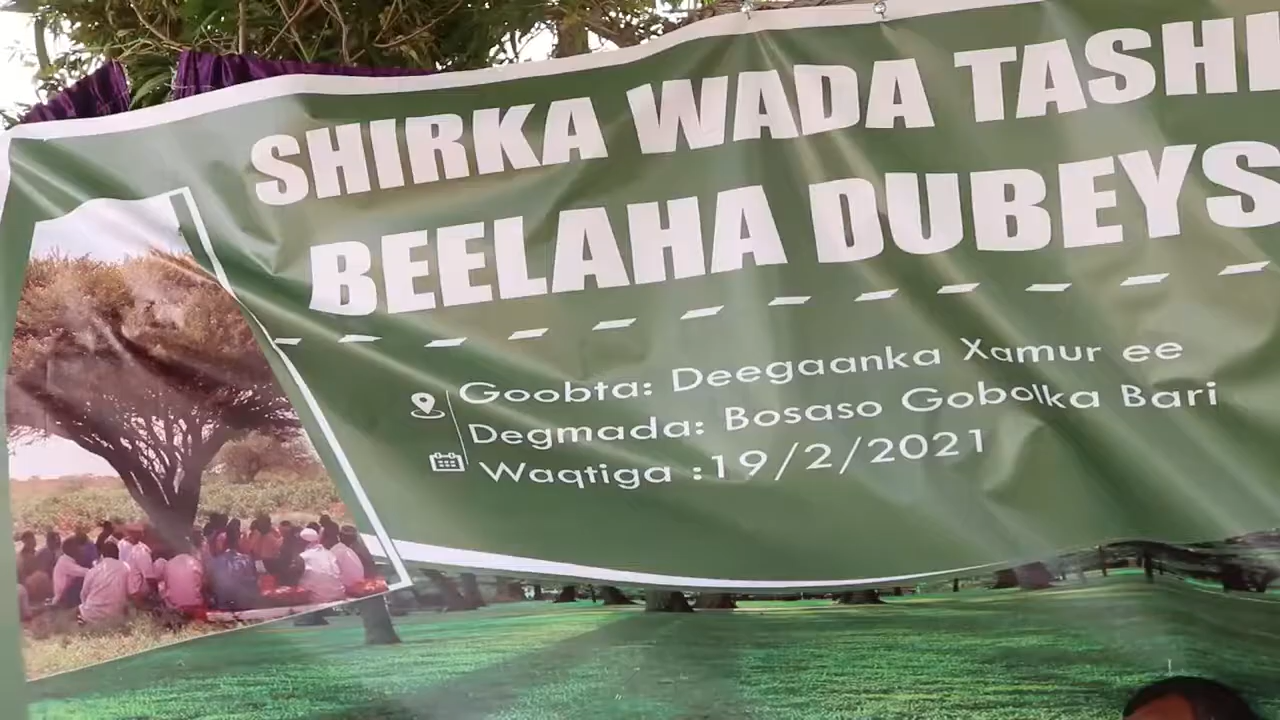 SHIRKA WADA TASHI
BEELAHA DUBEYS
Goobta: Deegaanka Xamur ee
Degmada: Bosaso Gobolka Bari
Waqtiga :19/2/2021